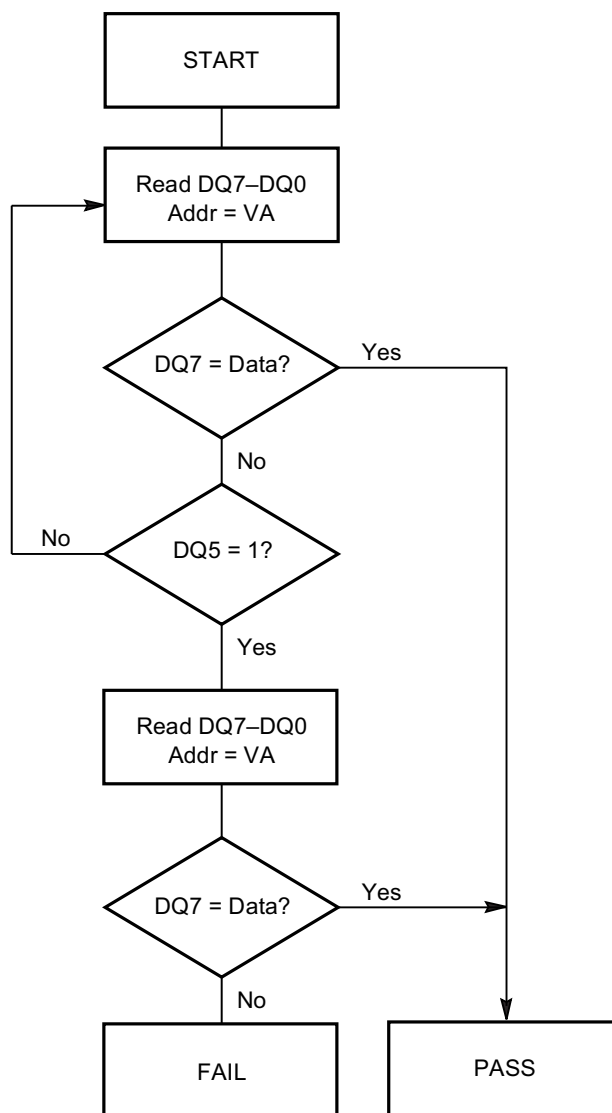 START
Read DQ7–DQ0
Addr = VA
DQ7 = Data?
Yes
No
No
DQ5 = 1?
Yes
Read DQ7–DQ0
Addr = VA
DQ7 = Data?
Yes
No
FAIL
PASS